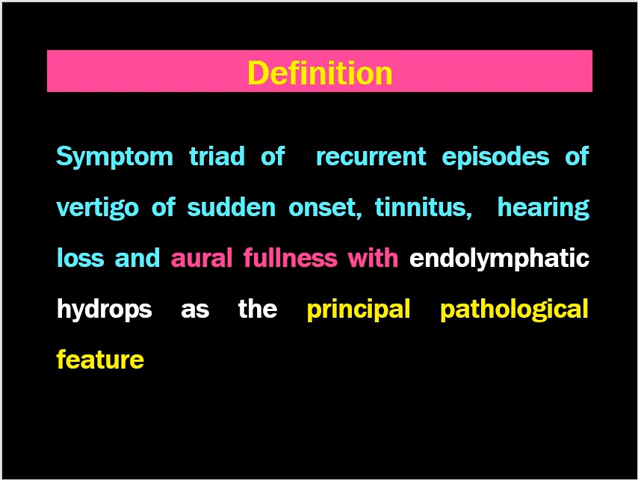 Definition
Symptom triad of recurrent episodes of
vertigo of sudden onset, tinnitus, hearing
loss and aural fullness with endolymphatic
hydrops as the principal pathological
feature